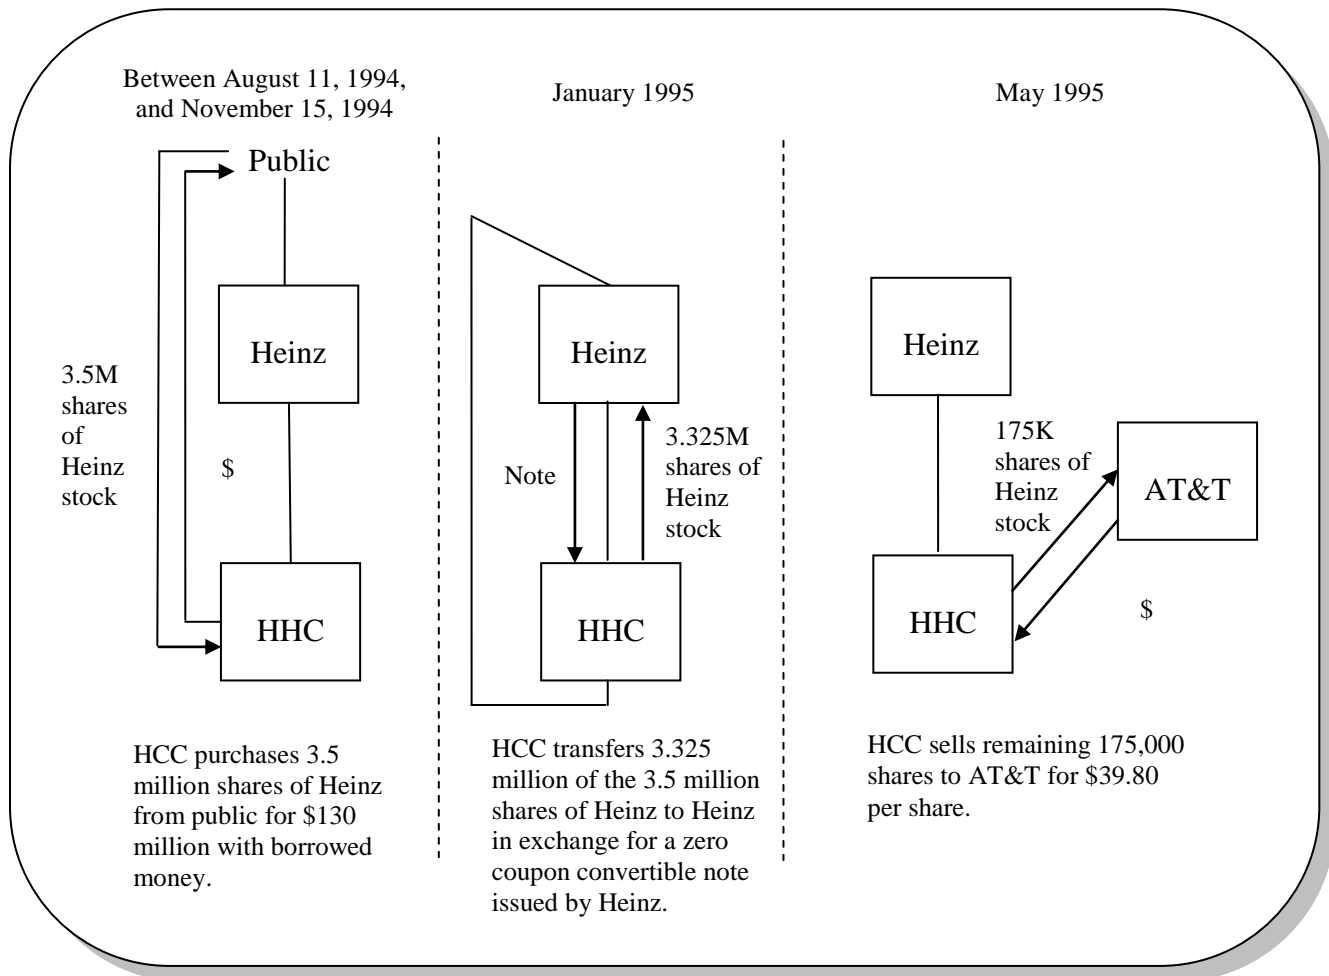 Between August 11, 1994,
and November 15, 1994
Public
3.5M
shares
of
Heinz
stock
Heinz
$
HHC
HCC purchases 3.5
million shares of Heinz
from public for $130
million with borrowed
money.
January 1995
Heinz
Note
3.325M
shares of
Heinz
stock
HHC
HCC transfers 3.325
million of the 3.5 million
shares of Heinz to Heinz
in exchange for a zero
coupon convertible note
issued by Heinz.
May 1995
Heinz
175K
shares of
Heinz
stock
AT&T
HHC
$
HCC sells remaining 175,000
shares to AT&T for $39.80
per share.